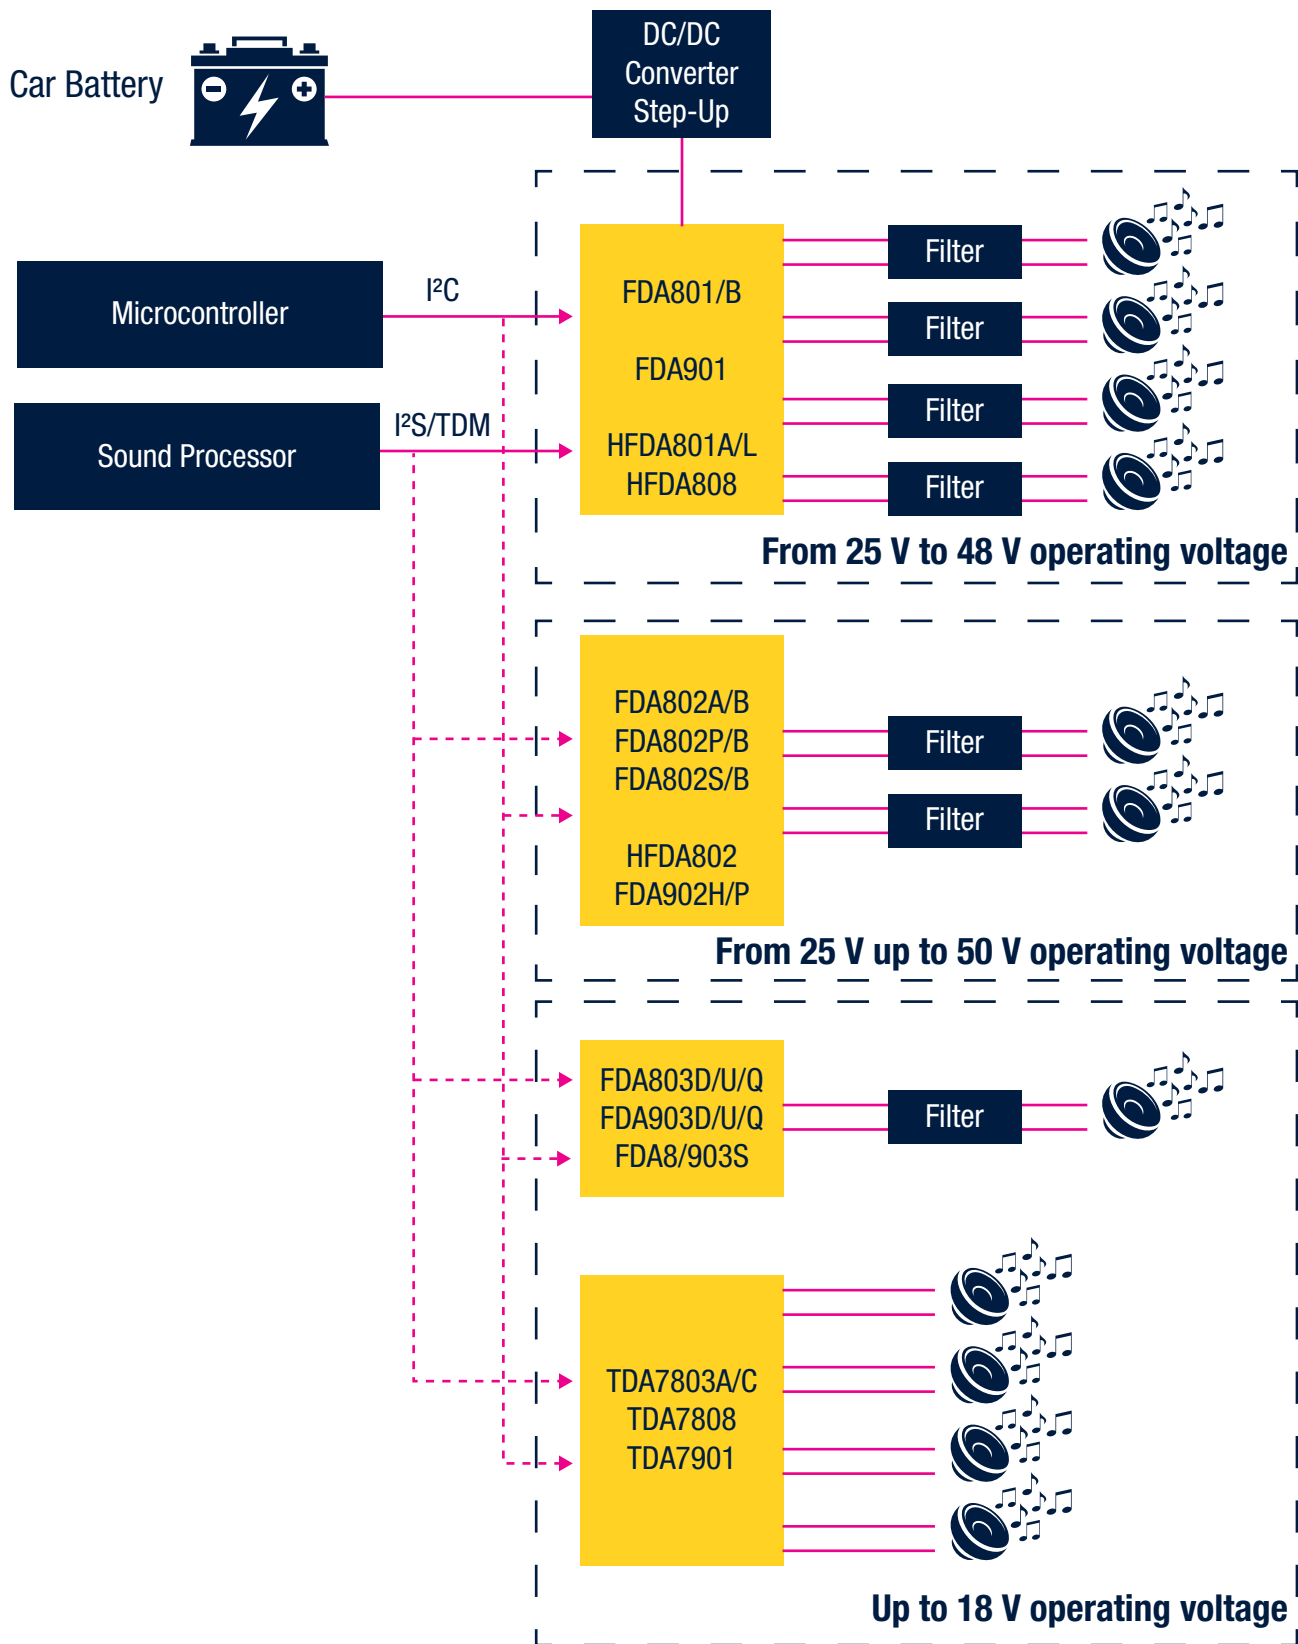 DC/DC
Converter
Step-Up
Car Battery
Microcontroller
I²C
Sound Processor
I²S/TDM
FDA801/B
FDA901
HFDA801A/L
HFDA808
Filter
Filter
Filter
Filter
From 25 V to 48 V operating voltage
FDA802A/B
FDA802P/B
FDA802S/B
HFDA802
FDA902H/P
Filter
Filter
From 25 V up to 50 V operating voltage
FDA803D/U/Q
FDA903D/U/Q
FDA8/903S
Filter
TDA7803A/C
TDA7808
TDA7901
Up to 18 V operating voltage